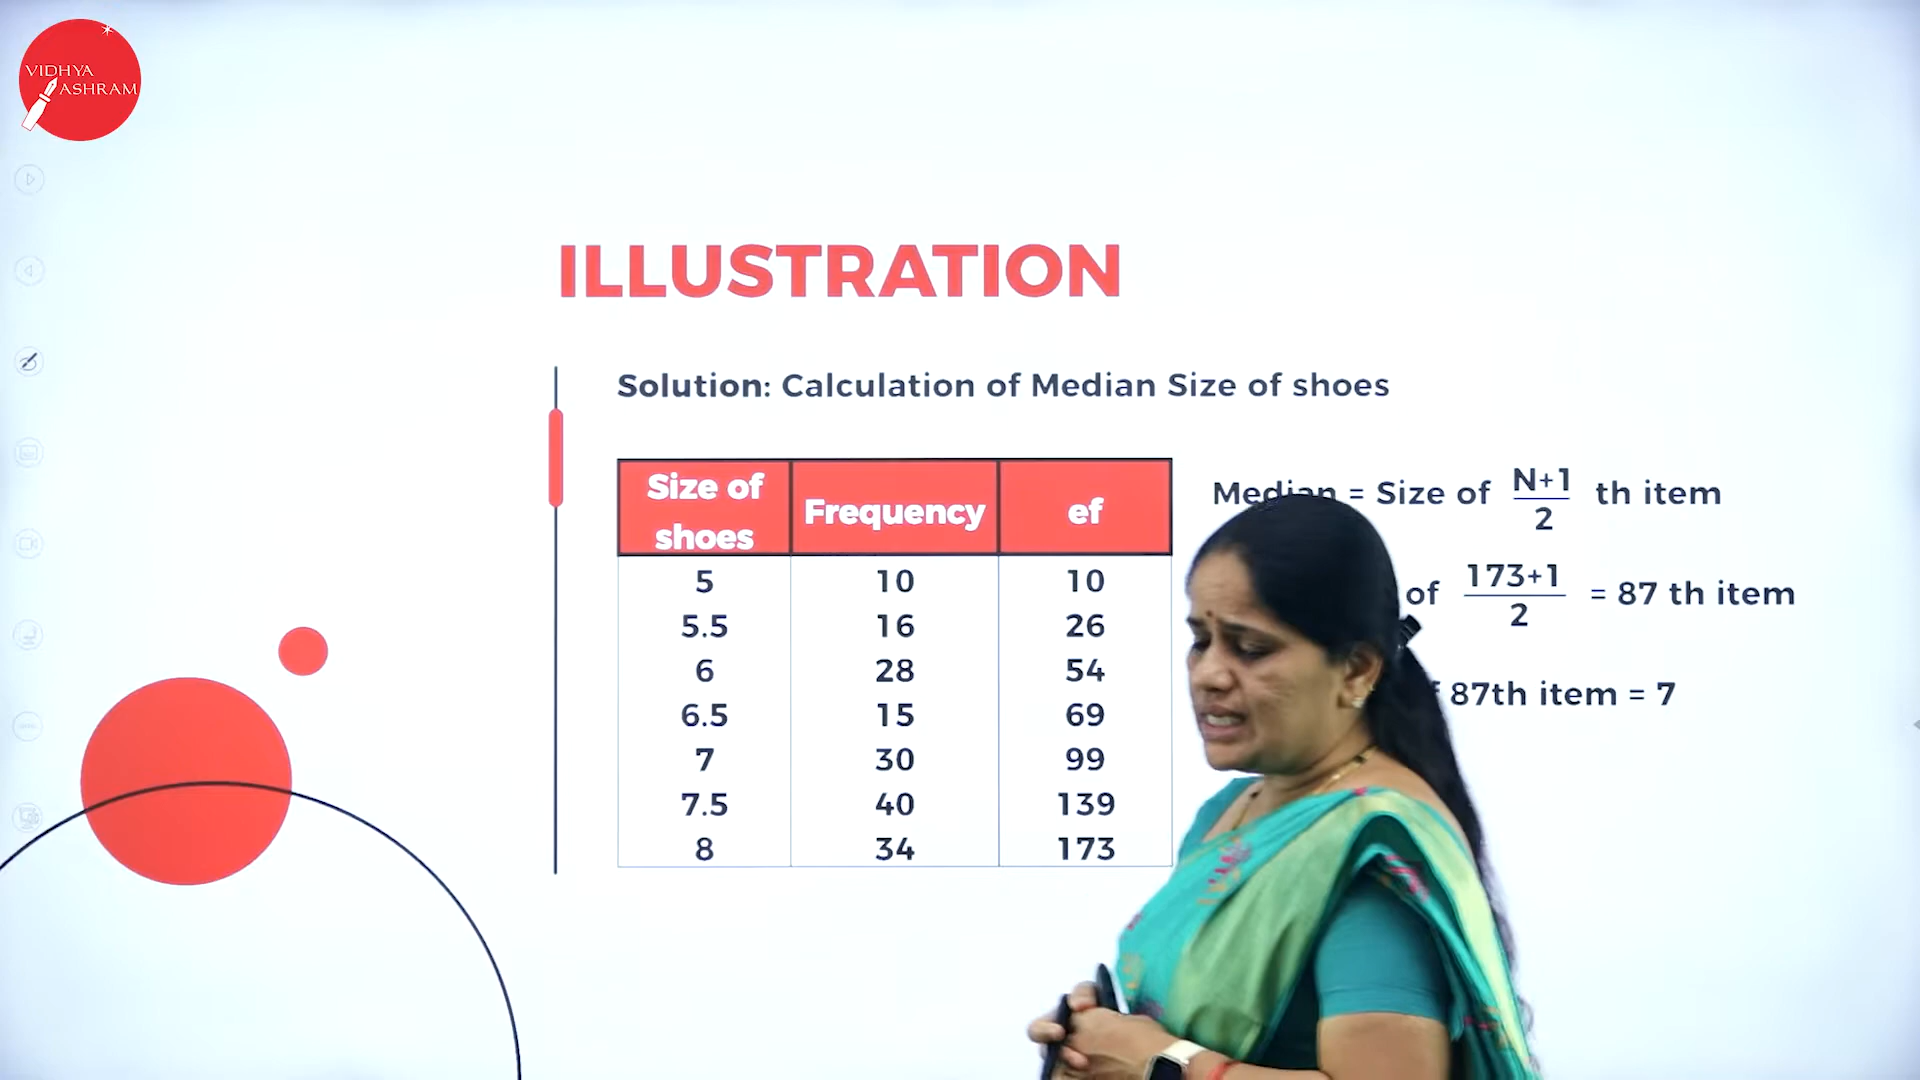 VIDHYA
ASHRAM
ILLUSTRATION
Solution: Calculation of Median Size of shoes
Size of shoes Frequency ef
5 10 10
5.5 16 26
6 28 54
6.5 15 69
7 30 99
7.5 40 139
8 34 173
Median = Size of N+1/2 th item
of 173+1/2 = 87 th item
87th item = 7